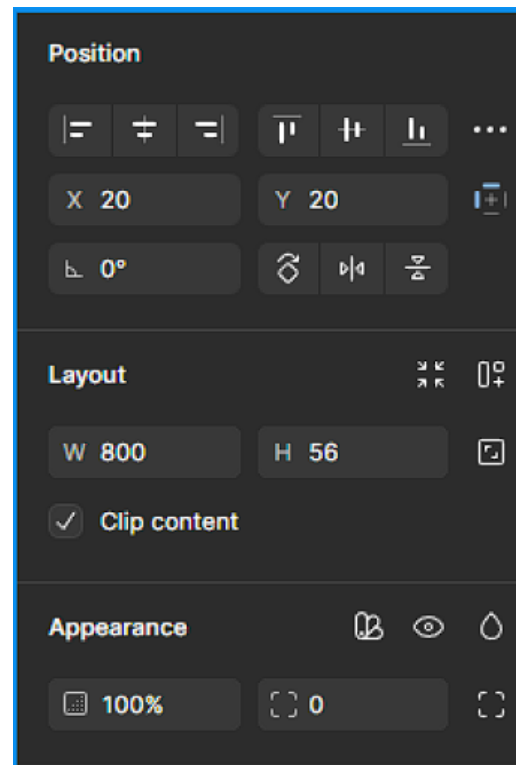 Position
X 20 Y 20
0°
Layout
W 800 H 56
Clip content
Appearance
100% 0